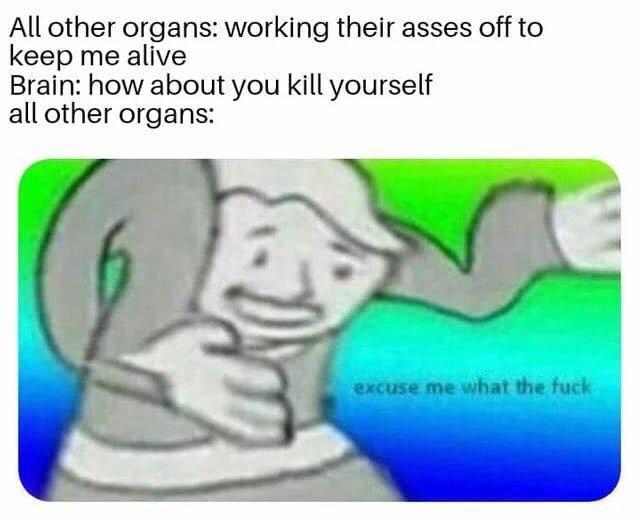 All other organs: working their asses off to
keep me alive
Brain: how about you kill yourself
all other organs:
excuse me what the fuck